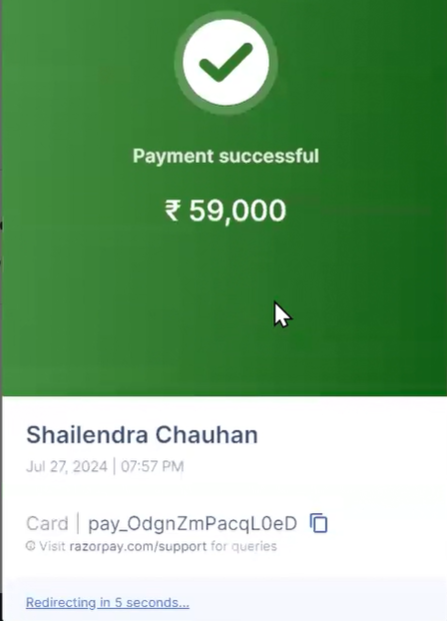 Payment successful
₹ 59,000
Shailendra Chauhan
Jul 27, 2024 | 07:57 PM
Card | pay_OdgnZmPacqL0eD
Visit razorpay.com/support for queries
Redirecting in 5 seconds...